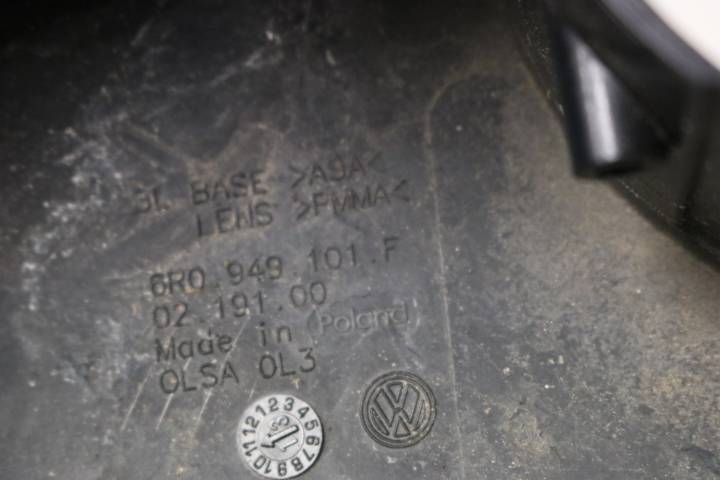 BASE >ASA<
LENS >PMMA<
6R0.949.101.F
02.191.00
Made in Poland
OLSA OL3
1 2 3 4 5 6 7 8 9 10 11 12
VW